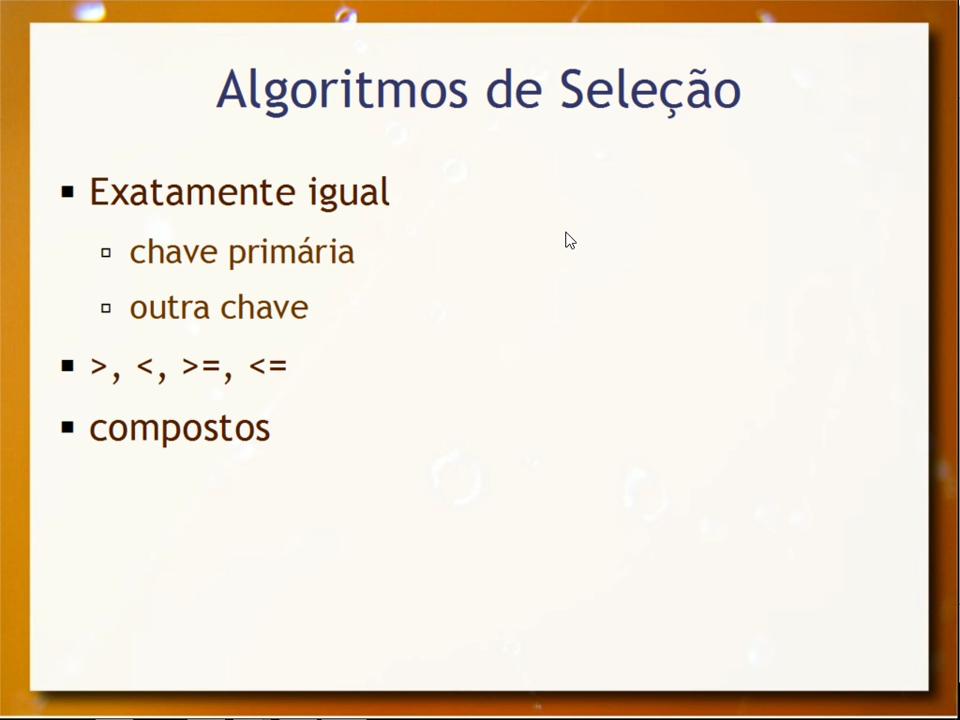 Algoritmos de Seleção
Exatamente igual
chave primária
outra chave
>, <, >=, <=
compostos